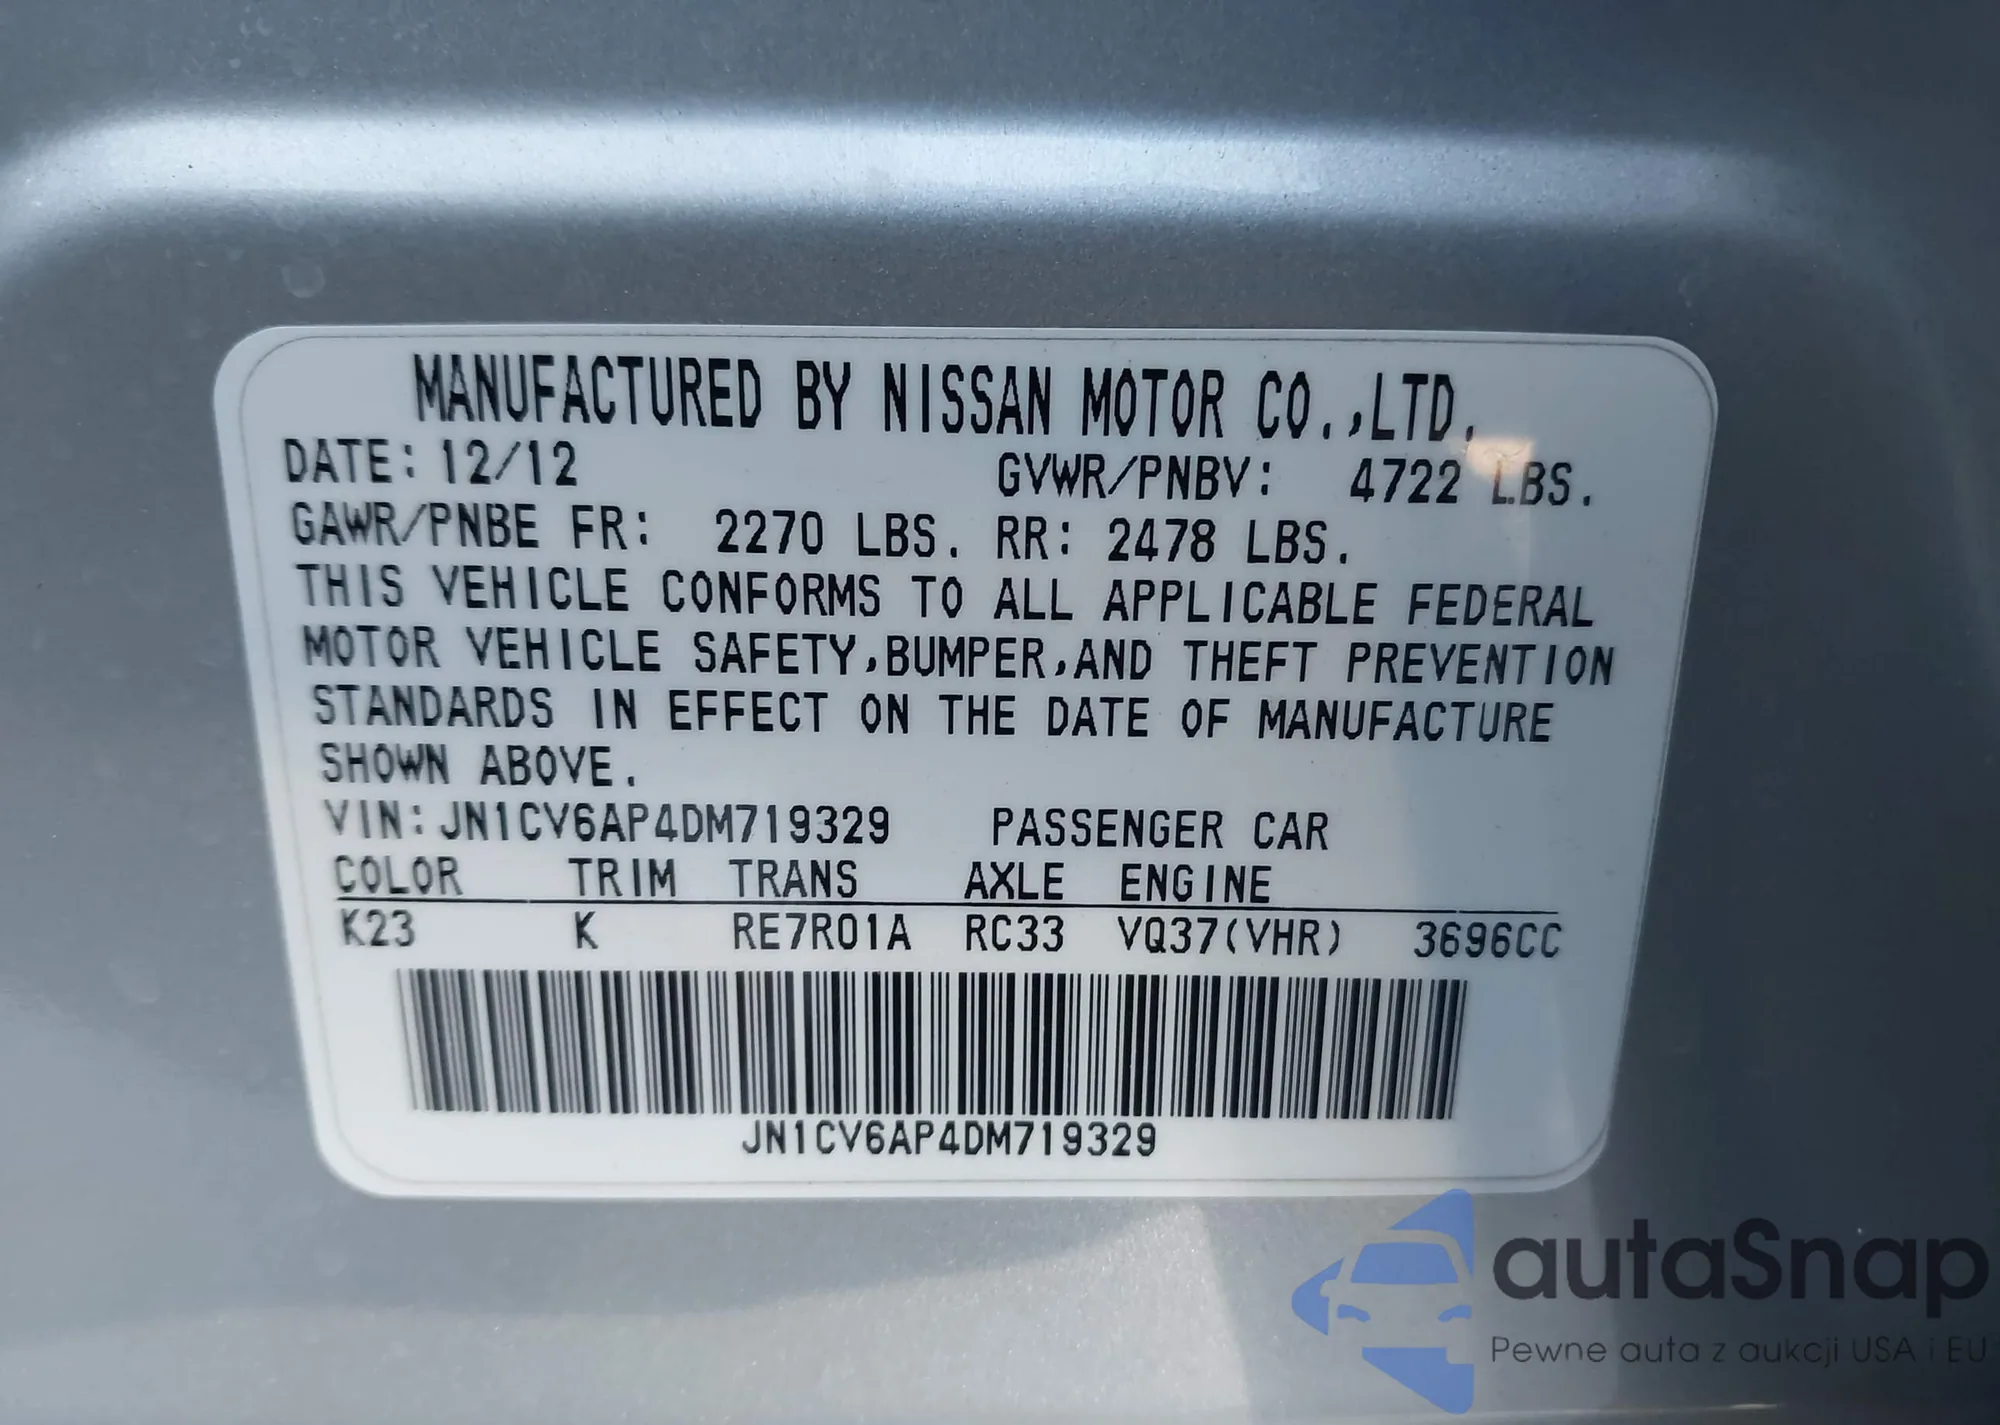 MANUFACTURED BY NISSAN MOTOR CO.,LTD.
DATE: 12/12 GVWR/PNBV: 4722 LBS.
GAWR/PNBE FR: 2270 LBS. RR: 2478 LBS.
THIS VEHICLE CONFORMS TO ALL APPLICABLE FEDERAL
MOTOR VEHICLE SAFETY,BUMPER,AND THEFT PREVENTION
STANDARDS IN EFFECT ON THE DATE OF MANUFACTURE
SHOWN ABOVE.
VIN: JN1CV6AP4DM719329 PASSENGER CAR
COLOR TRIM TRANS AXLE ENGINE
K23 K RE7R01A RC33 VQ37(VHR) 3696CC
JN1CV6AP4DM719329
autaSnap
Pewne auta z aukcji USA i EU